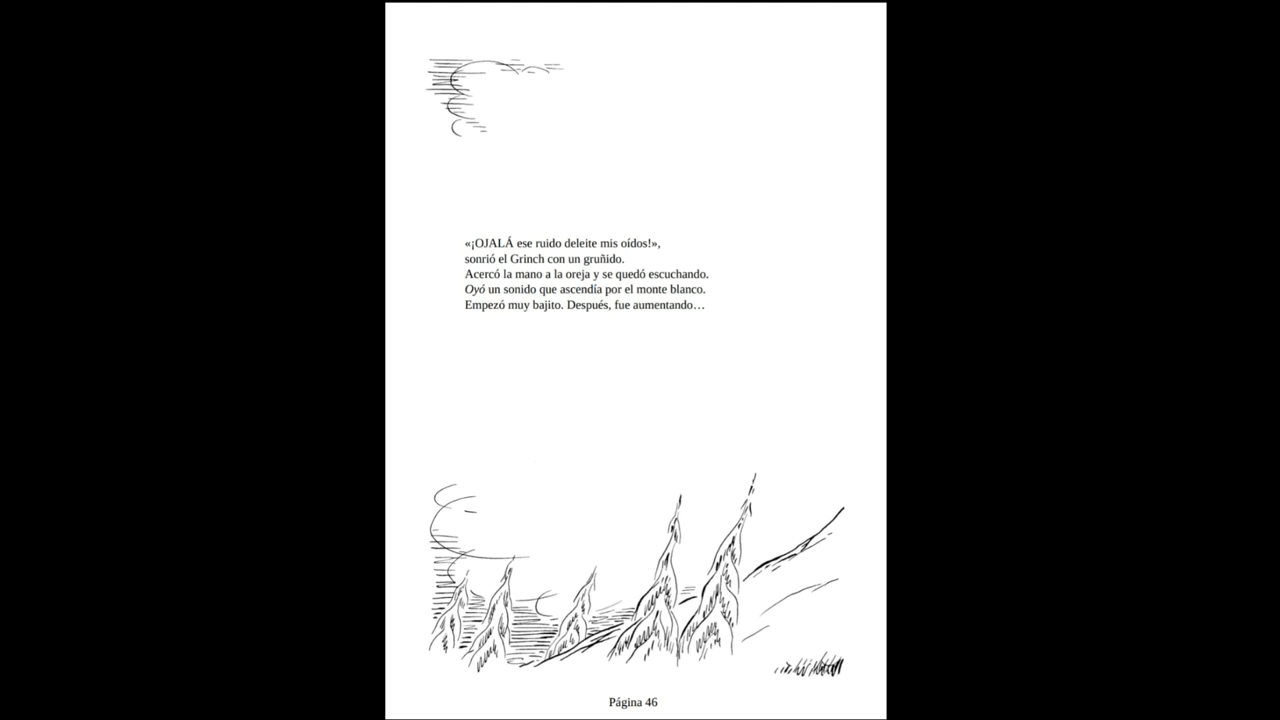 «¡OJALÁ ese ruido deleite mis oídos!»,
sonrió el Grinch con un gruñido.
Acercó la mano a la oreja y se quedó escuchando.
Oyó un sonido que ascendía por el monte blanco.
Empezó muy bajito. Después, fue aumentando…
Página 46